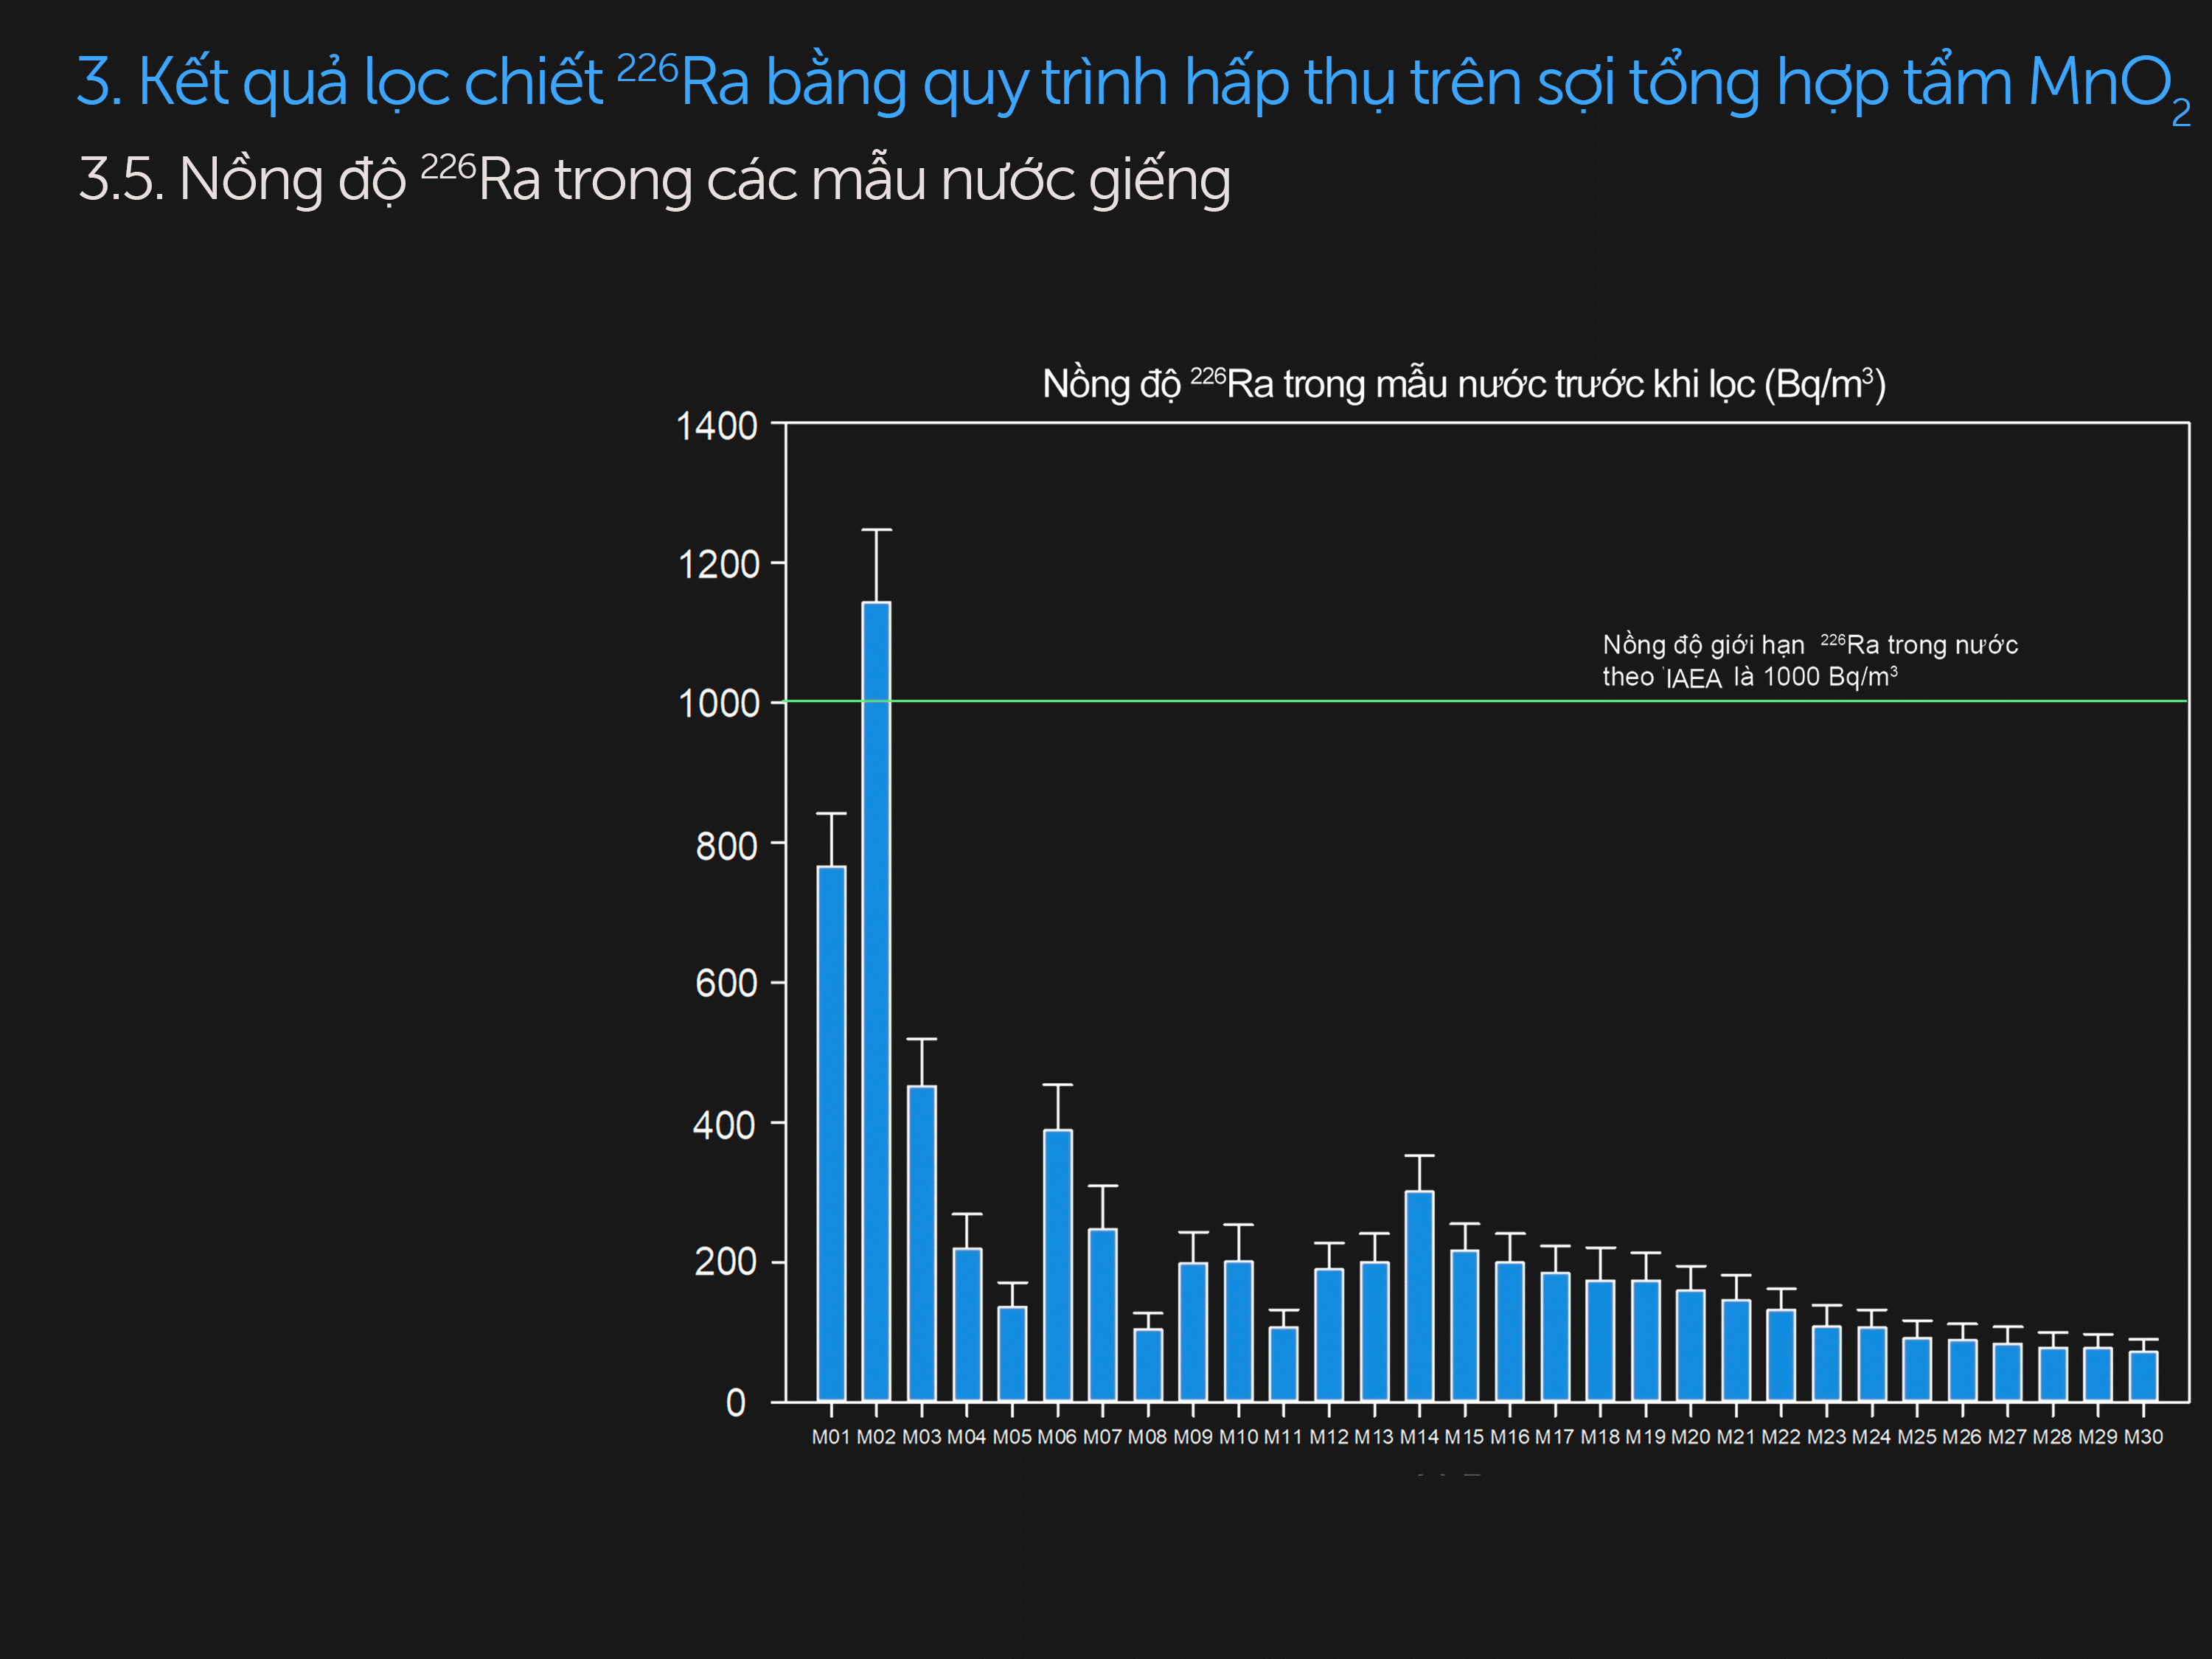 3. Kết quả lọc chiết ²²⁶Ra bằng quy trình hấp thụ trên sợi tổng hợp tẩm MnO₂
3.5. Nồng độ ²²⁶Ra trong các mẫu nước giếng
Nồng độ ²²⁶Ra trong mẫu nước trước khi lọc (Bq/m³)
1400
1200
Nồng độ giới hạn ²²⁶Ra trong nước
theo IAEA là 1000 Bq/m³
1000
800
600
400
200
0
M01 M02 M03 M04 M05 M06 M07 M08 M09 M10 M11 M12 M13 M14 M15 M16 M17 M18 M19 M20 M21 M22 M23 M24 M25 M26 M27 M28 M29 M30